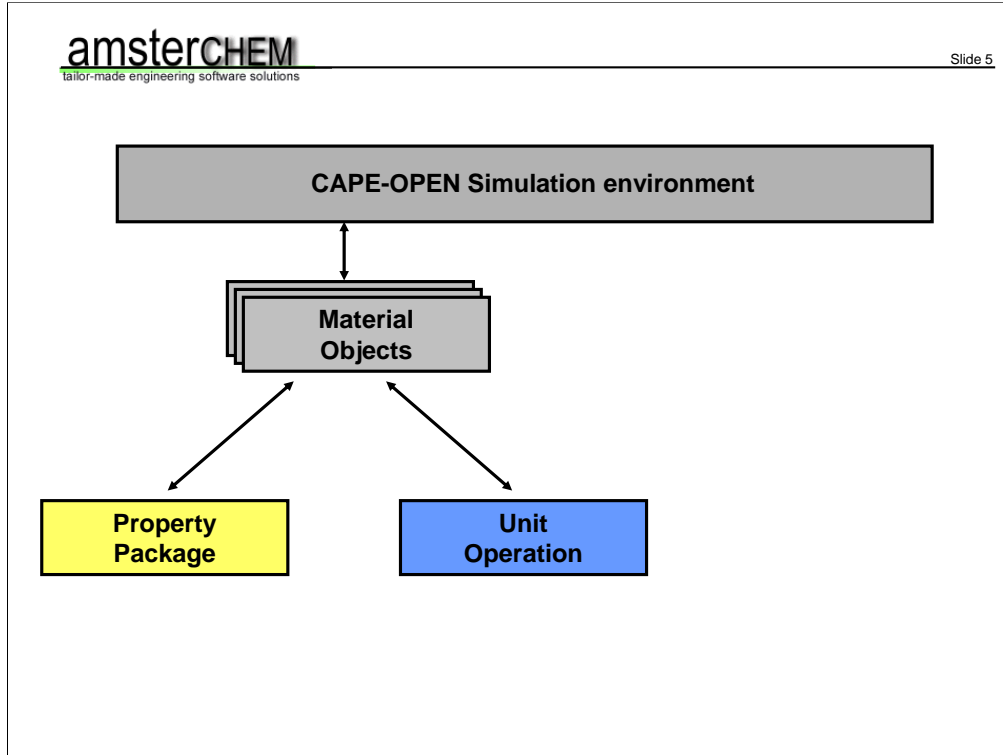 amsterCHEM
tailor-made engineering software solutions
Slide 5
CAPE-OPEN Simulation environment
Material
Objects
Property
Package
Unit
Operation